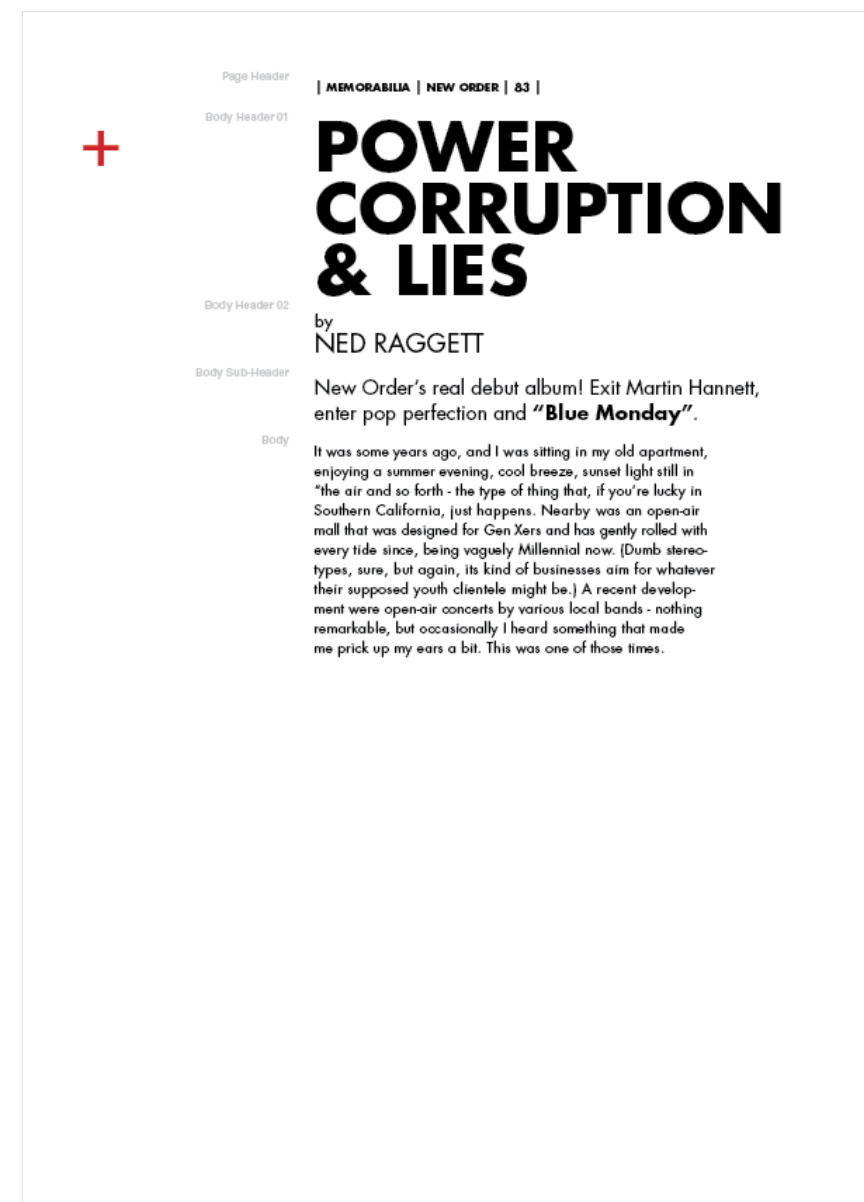 Page Header
| MEMORABILIA | NEW ORDER | 83 |
Body Header 01
POWER
CORRUPTION
& LIES
Body Header 02
by
NED RAGGETT
Body Sub-Header
New Order's real debut album! Exit Martin Hannett,
enter pop perfection and “Blue Monday”.
Body
It was some years ago, and I was sitting in my old apartment,
enjoying a summer evening, cool breeze, sunset light still in
“the air and so forth - the type of thing that, if you're lucky in
Southern California, just happens. Nearby was an open-air
mall that was designed for Gen Xers and has gently rolled with
every tide since, being vaguely Millennial now. (Dumb stereo-
types, sure, but again, its kind of businesses aim for whatever
their supposed youth clientele might be.) A recent develop-
ment were open-air concerts by various local bands - nothing
remarkable, but occasionally I heard something that made
me prick up my ears a bit. This was one of those times.